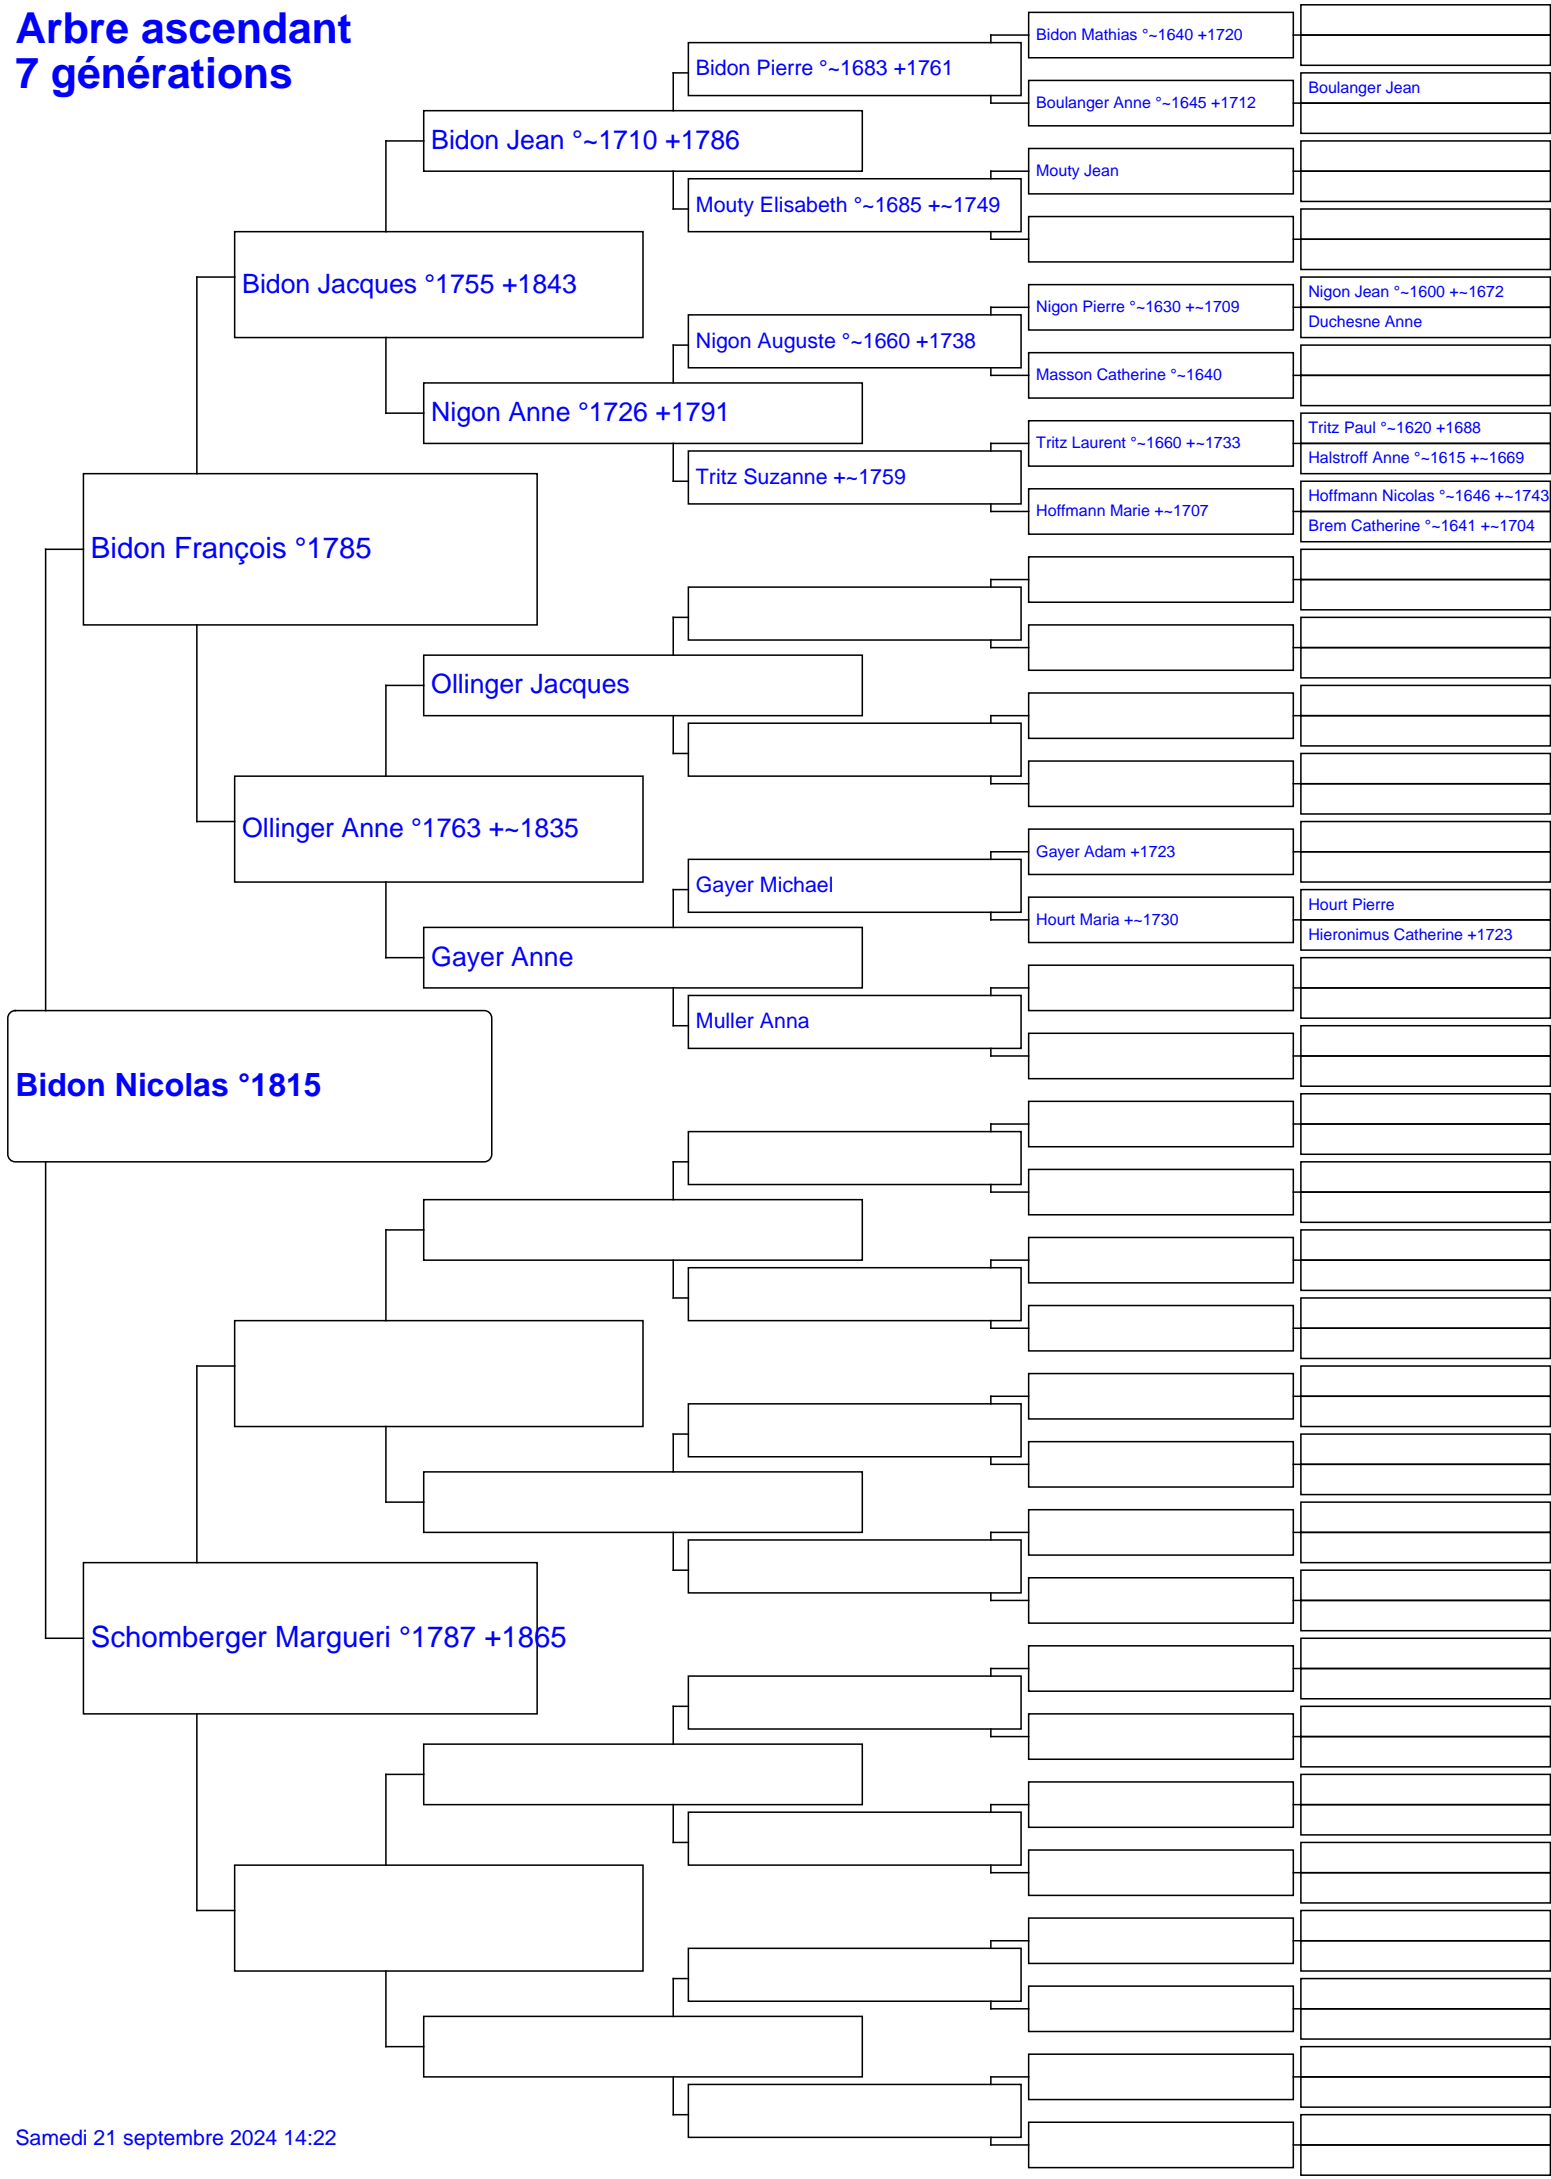 Arbre ascendant
7 générations
Bidon Mathias °~1640 +1720
Bidon Pierre °~1683 +1761
Boulanger Jean
Boulanger Anne °~1645 +1712
Bidon Jean °~1710 +1786
Mouty Jean
Mouty Elisabeth °~1685 +~1749
Bidon Jacques °1755 +1843
Nigon Jean °~1600 +~1672
Nigon Pierre °~1630 +~1709
Duchesne Anne
Nigon Auguste °~1660 +1738
Masson Catherine °~1640
Nigon Anne °1726 +1791
Tritz Paul °~1620 +1688
Tritz Laurent °~1660 +~1733
Halstroff Anne °~1615 +~1669
Tritz Suzanne +~1759
Hoffmann Nicolas °~1646 +~1743
Hoffmann Marie +~1707
Brem Catherine °~1641 +~1704
Bidon François °1785
Ollinger Jacques
Ollinger Anne °1763 +~1835
Gayer Adam +1723
Gayer Michael
Hourt Pierre
Hourt Maria +~1730
Hieronimus Catherine +1723
Gayer Anne
Muller Anna
Bidon Nicolas °1815
Schomberger Margueri °1787 +1865
Samedi 21 septembre 2024 14:22